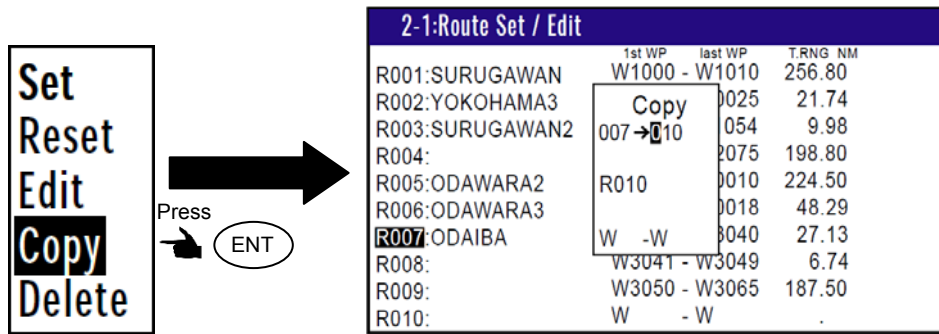 Set
Reset
Edit
Copy
Delete
Press
ENT
2-1:Route Set / Edit
1st WP last WP T.RNG NM
R001:SURUGAWAN W1000 - W1010 256.80
R002:YOKOHAMA3 0025 21.74
R003:SURUGAWAN2 054 9.98
R004: 2075 198.80
R005:ODAWARA2 0010 224.50
R006:ODAWARA3 0018 48.29
R007:ODAIBA 3040 27.13
R008: W3041 - W3049 6.74
R009: W3050 - W3065 187.50
R010: W - W .
Copy
007→010
R010
W -W